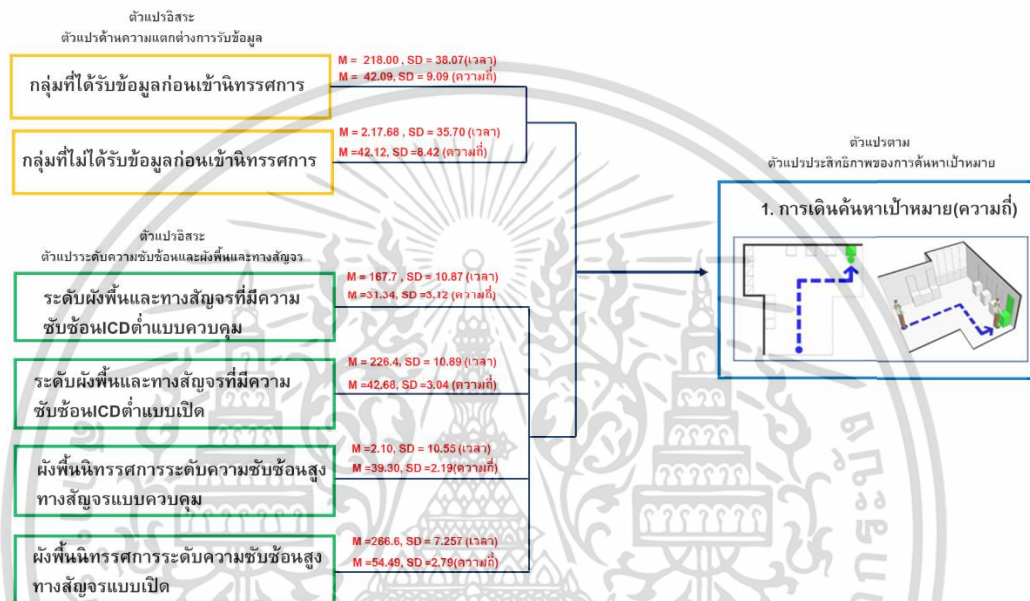 ตัวแปรอิสระ
ตัวแปรด้านความแตกต่างการรับข้อมูล
กลุ่มที่ได้รับข้อมูลก่อนเข้านิทรรศการ
M = 218.00 , SD = 38.07(เวลา)
M = 42.09, SD = 9.09 (ความถี่)
กลุ่มที่ไม่ได้รับข้อมูลก่อนเข้านิทรรศการ
M = 2.17.68 , SD = 35.70 (เวลา)
M =42.12, SD =8.42 (ความถี่)
ตัวแปรตาม
ตัวแปรประสิทธิภาพของการค้นหาเป้าหมาย
1. การเดินค้นหาเป้าหมาย(ความถี่)
ตัวแปรอิสระ
ตัวแปรระดับความซับซ้อนและผังพื้นและทางสัญจร
ระดับผังพื้นและทางสัญจรที่มีความ
ซับซ้อนICDต่ำแบบควบคุม
M = 167.7 , SD = 10.87 (เวลา)
M =31.34, SD =3.12 (ความถี่)
ระดับผังพื้นและทางสัญจรที่มีความ
ซับซ้อนICDต่ำแบบเปิด
M = 226.4, SD = 10.89 (เวลา)
M =42.68, SD =3.04 (ความถี่)
ผังพื้นนิทรรศการระดับความซับซ้อนสูง
ทางสัญจรแบบควบคุม
M =2.10, SD = 10.55 (เวลา)
M =39.30, SD =2.19(ความถี่)
ผังพื้นนิทรรศการระดับความซับซ้อนสูง
ทางสัญจรแบบเปิด
M =266.6, SD = 7.257 (เวลา)
M =54.49, SD =2.79(ความถี่)